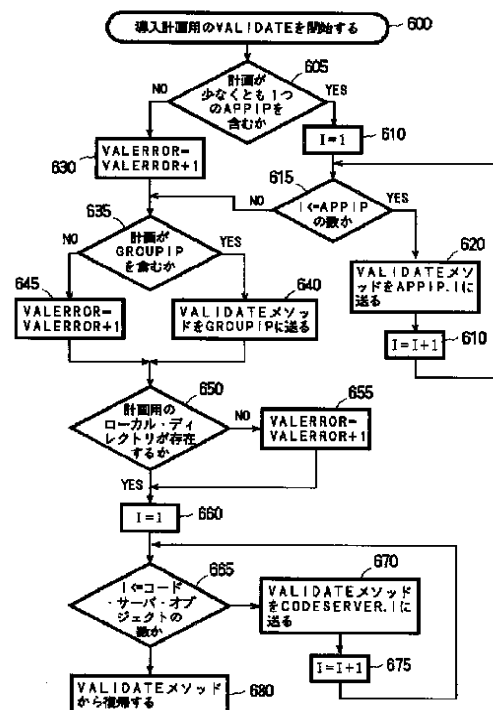 導入計画用のVALIDATEを開始する
600
計画が
少なくとも1つ
のAPPIPを
含むか
605
NO
YES
VALERROR=
VALERROR+1
630
I=1
610
I<=APPIP
の数か
615
NO
YES
VALIDATEメソ
ッドをAPPIP.Iに
送る
620
I=I+1
610
計画が
GROUPIP
を含むか
635
NO
YES
VALERROR=
VALERROR+1
645
VALIDATEメソッ
ドをGROUPIPに送る
640
計画用の
ローカル・ディ
レクトリが存在
するか
650
NO
YES
VALERROR=
VALERROR+1
655
I=1
660
I<=コード
・サーバ・オブ
ジェクトの
数か
665
VALIDATEメソッド
をCODESERVER.Iに
送る
670
I=I+1
675
VALIDATEメソッド
から復帰する
680